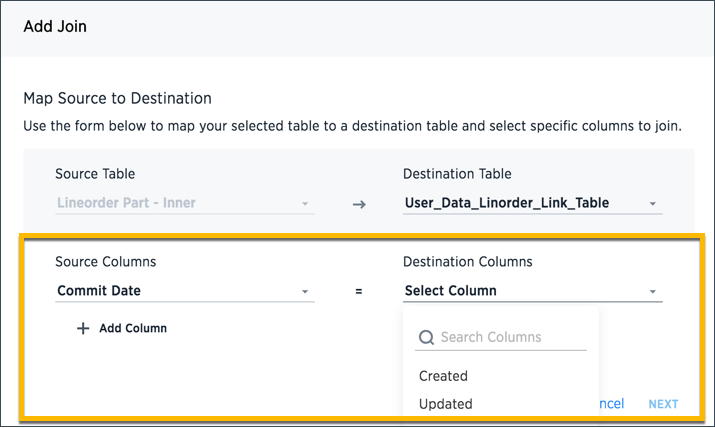 Add Join
Map Source to Destination
Use the form below to map your selected table to a destination table and select specific columns to join.
Source Table
Destination Table
Lineorder Part - Inner
→
User_Data_Linorder_Link_Table
Source Columns
Destination Columns
Commit Date
=
Select Column
+ Add Column
Search Columns
Created
Updated
ncel
NEXT